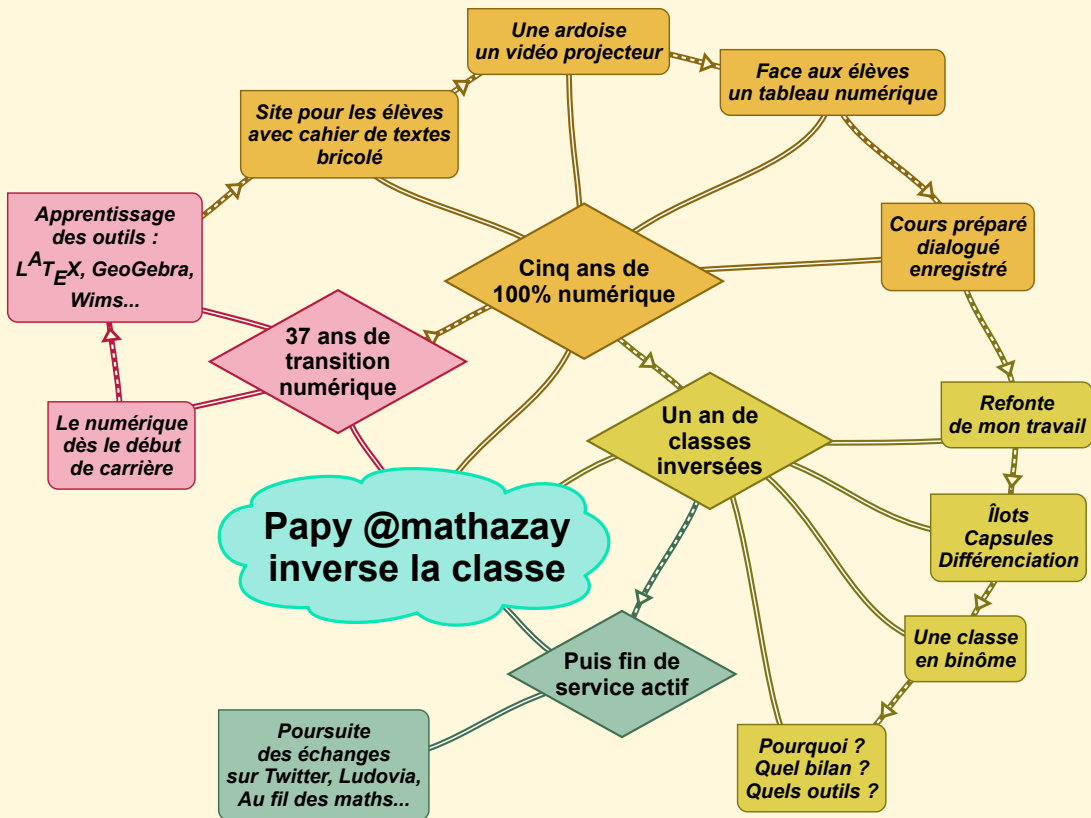 Une ardoise
un vidéo projecteur
Face aux élèves
un tableau numérique
Site pour les élèves
avec cahier de textes
bricolé
Apprentissage
des outils :
LATEX, GeoGebra,
Wims...
Cours préparé
dialogué
enregistré
Cinq ans de
100% numérique
37 ans de
transition
numérique
Le numérique
dès le début
de carrière
Un an de
classes
inversées
Refonte
de mon travail
Papy @mathazay
inverse la classe
Îlots
Capsules
Différenciation
Une classe
en binôme
Puis fin de
service actif
Poursuite
des échanges
sur Twitter, Ludovia,
Au fil des maths...
Pourquoi ?
Quel bilan ?
Quels outils ?